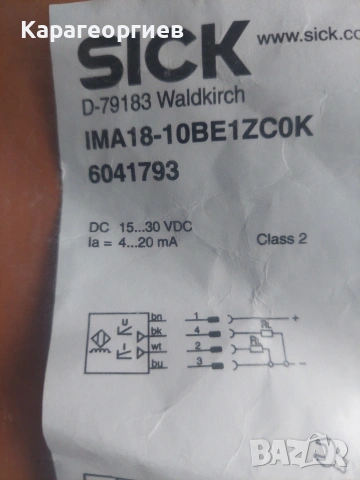 Карагеоргиев
SICK
www.sick.co
D-79183 Waldkirch
IMA18-10BE1ZC0K
6041793
DC 15...30 VDC
Ia = 4...20 mA
Class 2
bn 1 +
U bk 4 RL
I wt 2 RL
bu 3 −
bazar